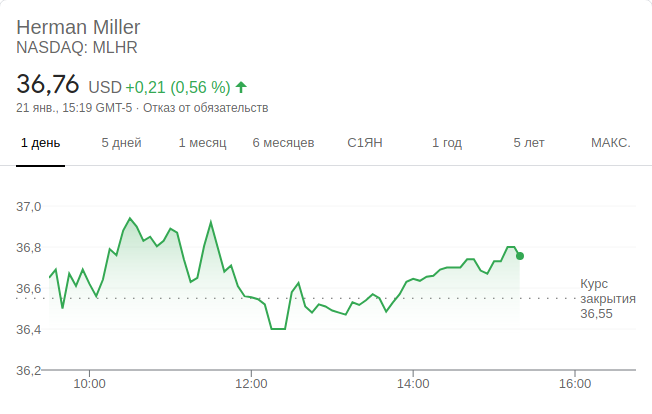 Herman Miller
NASDAQ: MLHR
36,76 USD +0,21 (0,56 %)
21 янв., 15:19 GMT-5 · Отказ от обязательств
1 день 5 дней 1 месяц 6 месяцев С1ЯН 1 год 5 лет МАКС.
37,0
36,8
36,6
Курс
закрытия
36,55
36,4
36,2
10:00 12:00 14:00 16:00